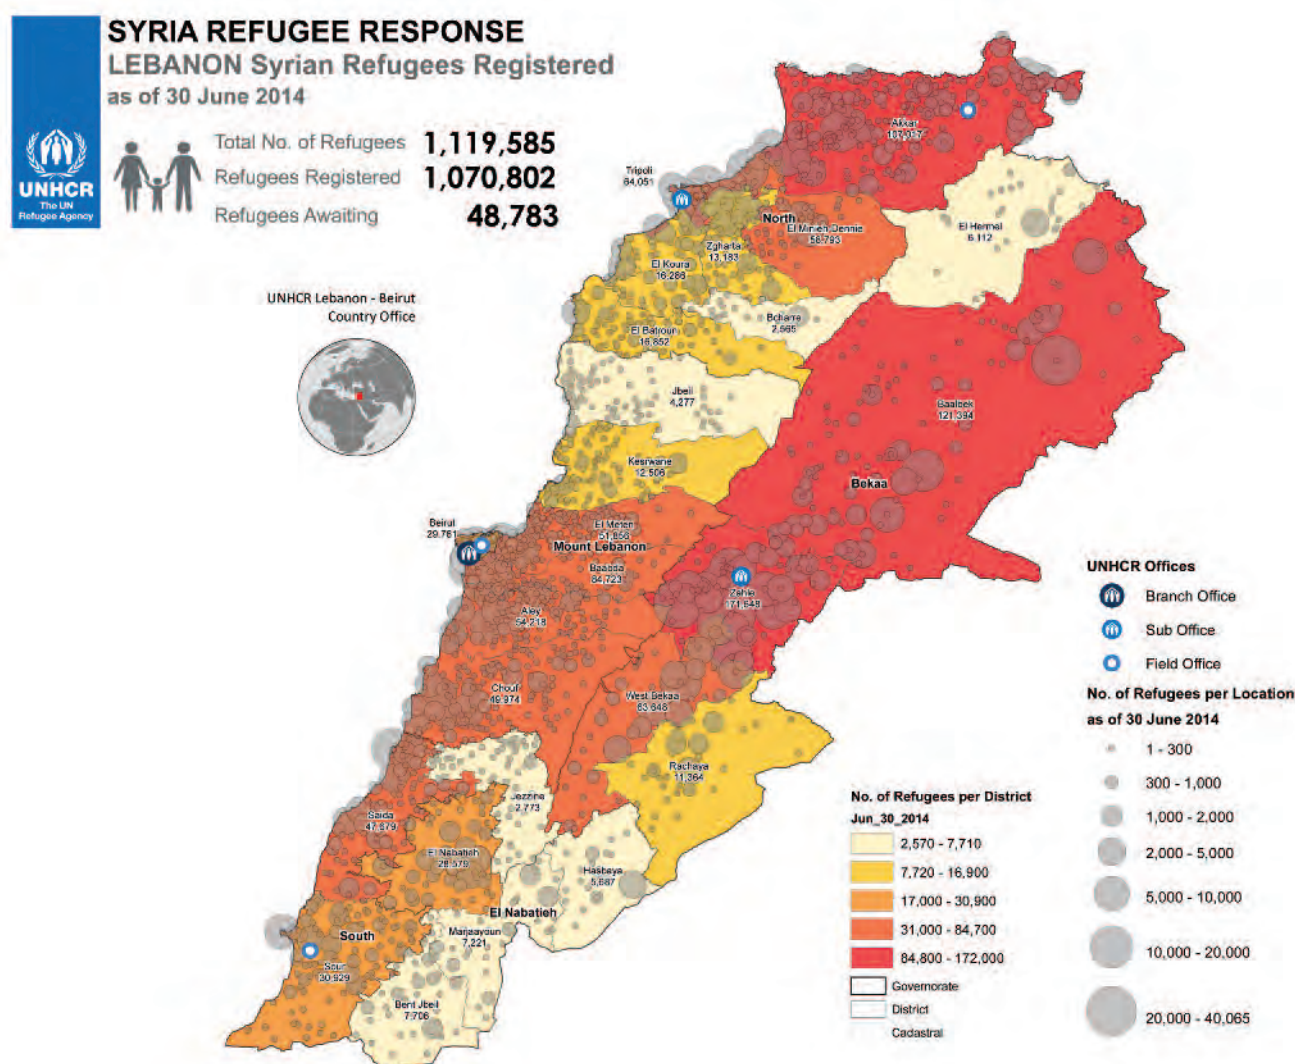 SYRIA REFUGEE RESPONSE
LEBANON Syrian Refugees Registered
as of 30 June 2014
UNHCR
The UN
Refugee Agency
Total No. of Refugees 1,119,585
Refugees Registered 1,070,802
Refugees Awaiting 48,783
UNHCR Lebanon - Beirut
Country Office
Akkar
Tripoli
64,051
North
El Minieh-Dennie
58,793
El Hermel
6,112
Zgharta
13,183
El Koura
16,286
Bcharre
2,565
El Batroun
16,852
Jbeil
4,277
Baalbek
121,394
Kesrwane
12,506
Bekaa
Beirut
29,761
El Meten
51,856
Mount Lebanon
Baabda
84,723
Zahle
171,648
Aley
54,218
Chouf
49,974
West Bekaa
63,648
Rachaya
11,364
Jezzine
2,773
Saida
47,679
El Nabatieh
28,579
Hasbaya
5,687
El Nabatieh
South
Marjaayoun
7,221
Sour
30,929
Bent Jbeil
7,706
UNHCR Offices
Branch Office
Sub Office
Field Office
No. of Refugees per Location
as of 30 June 2014
1 - 300
300 - 1,000
1,000 - 2,000
2,000 - 5,000
5,000 - 10,000
10,000 - 20,000
20,000 - 40,065
No. of Refugees per District
Jun_30_2014
2,570 - 7,710
7,720 - 16,900
17,000 - 30,900
31,000 - 84,700
84,800 - 172,000
Governorate
District
Cadastral